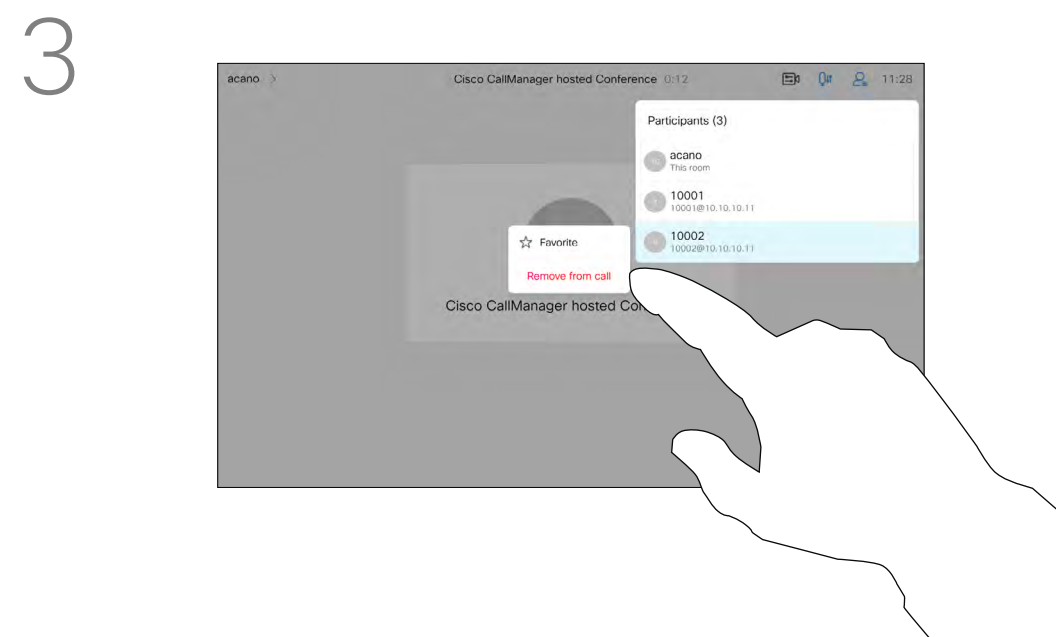 3
acano
Cisco CallManager hosted Conference 0:12
11:28
Participants (3)
acano
This room
10001
10001@10.10.10.11
10002
10002@10.10.10.11
Favorite
Remove from call
Cisco CallManager hosted Con